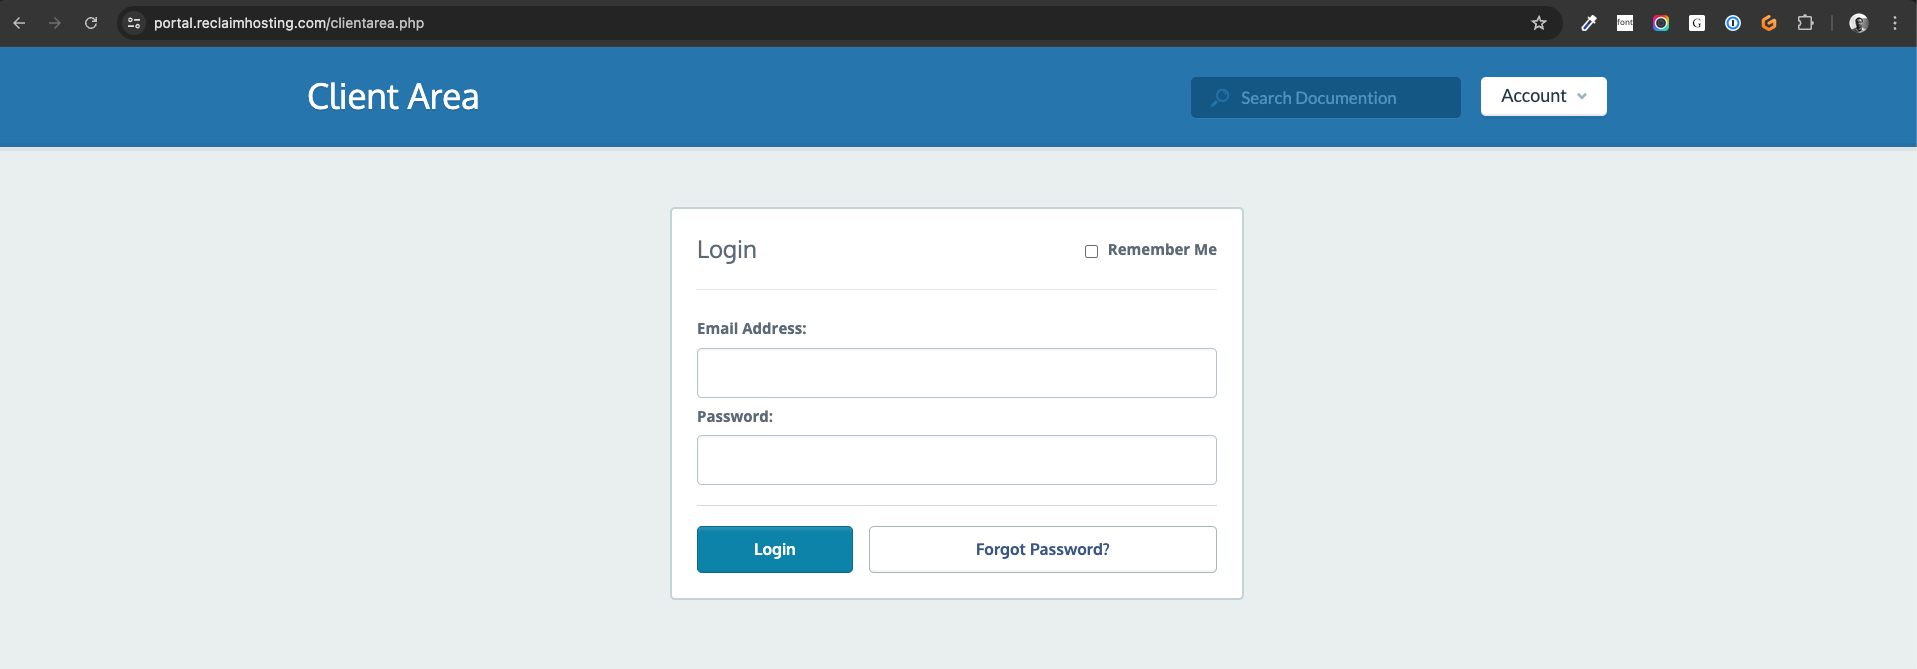 portal.reclaimhosting.com/clientarea.php
font
G
Client Area
Search Documention
Account
Login
Remember Me
Email Address:
Password:
Login
Forgot Password?